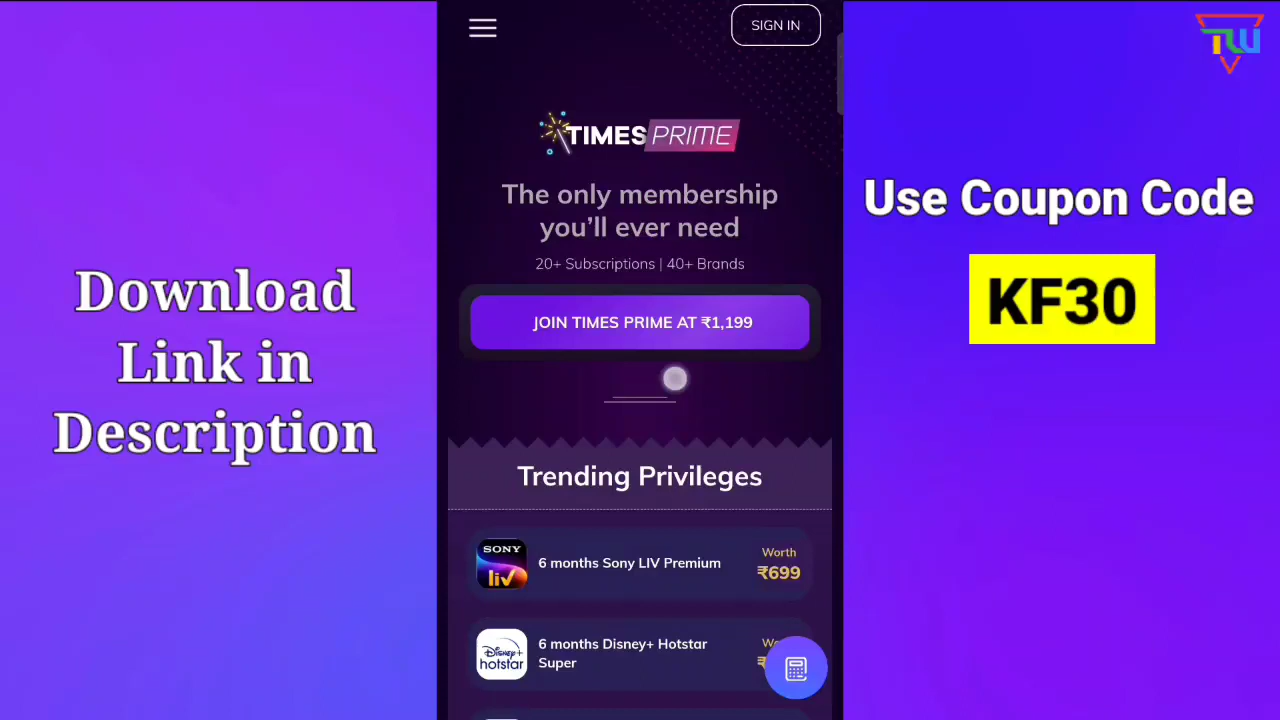 SIGN IN
TIMES PRIME
The only membership
you'll ever need
20+ Subscriptions | 40+ Brands
JOIN TIMES PRIME AT ₹1,199
Trending Privileges
SONY
liv
6 months Sony LIV Premium
Worth
₹699
Disney+
hotstar
6 months Disney+ Hotstar
Super
₹
Download
Link in
Description
Use Coupon Code
KF30